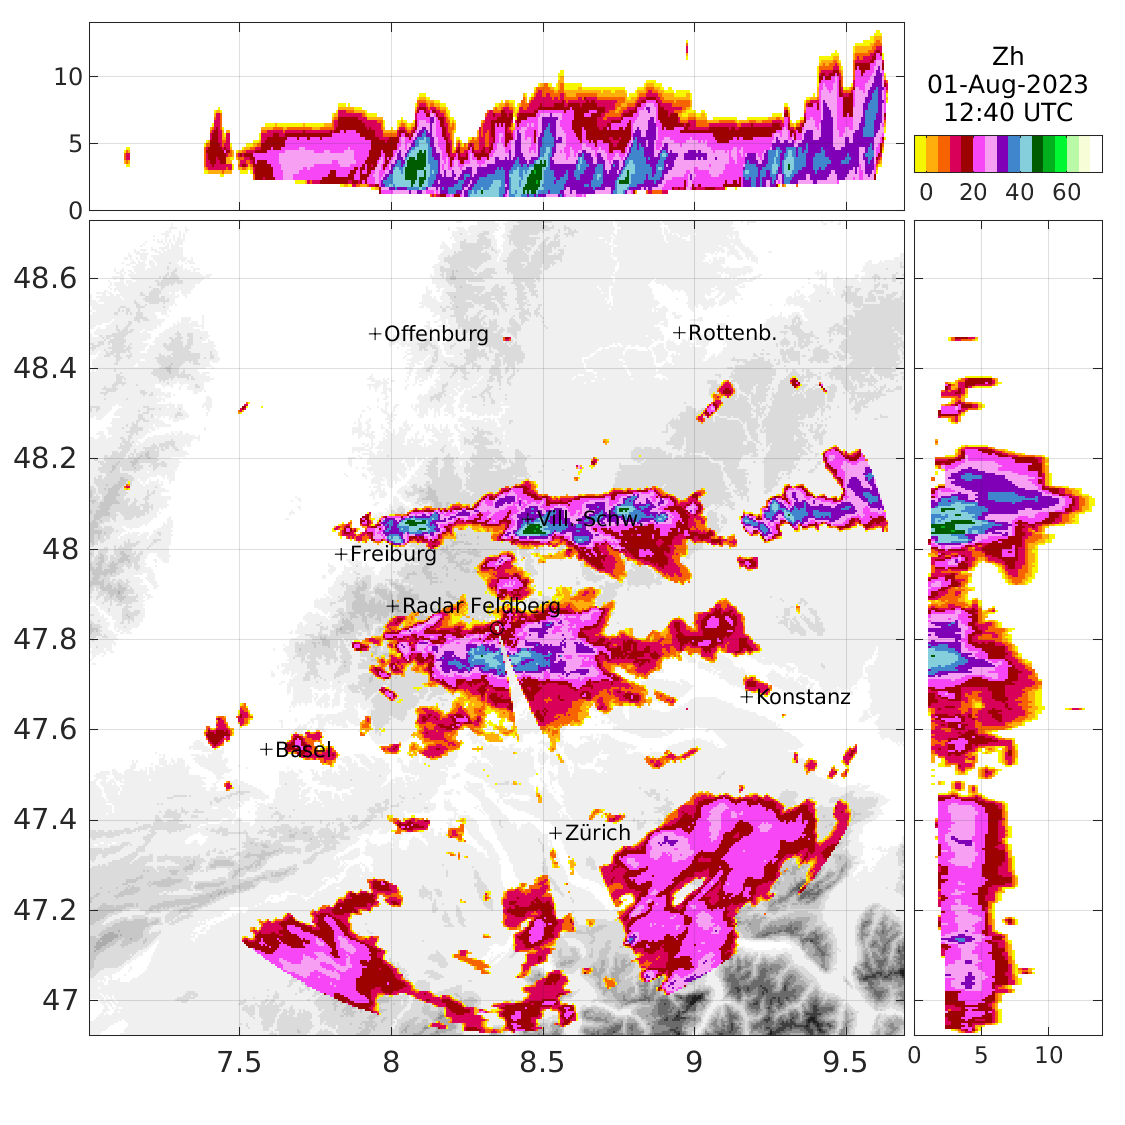 10
5
0
Zh
01-Aug-2023
12:40 UTC
0 20 40 60
48.6
48.4
48.2
48
47.8
47.6
47.4
47.2
47
+Offenburg
+Rottenb.
+Vill.-Schw.
+Freiburg
+Radar Feldberg
+Konstanz
+Basel
+Zürich
7.5 8 8.5 9 9.5
0 5 10